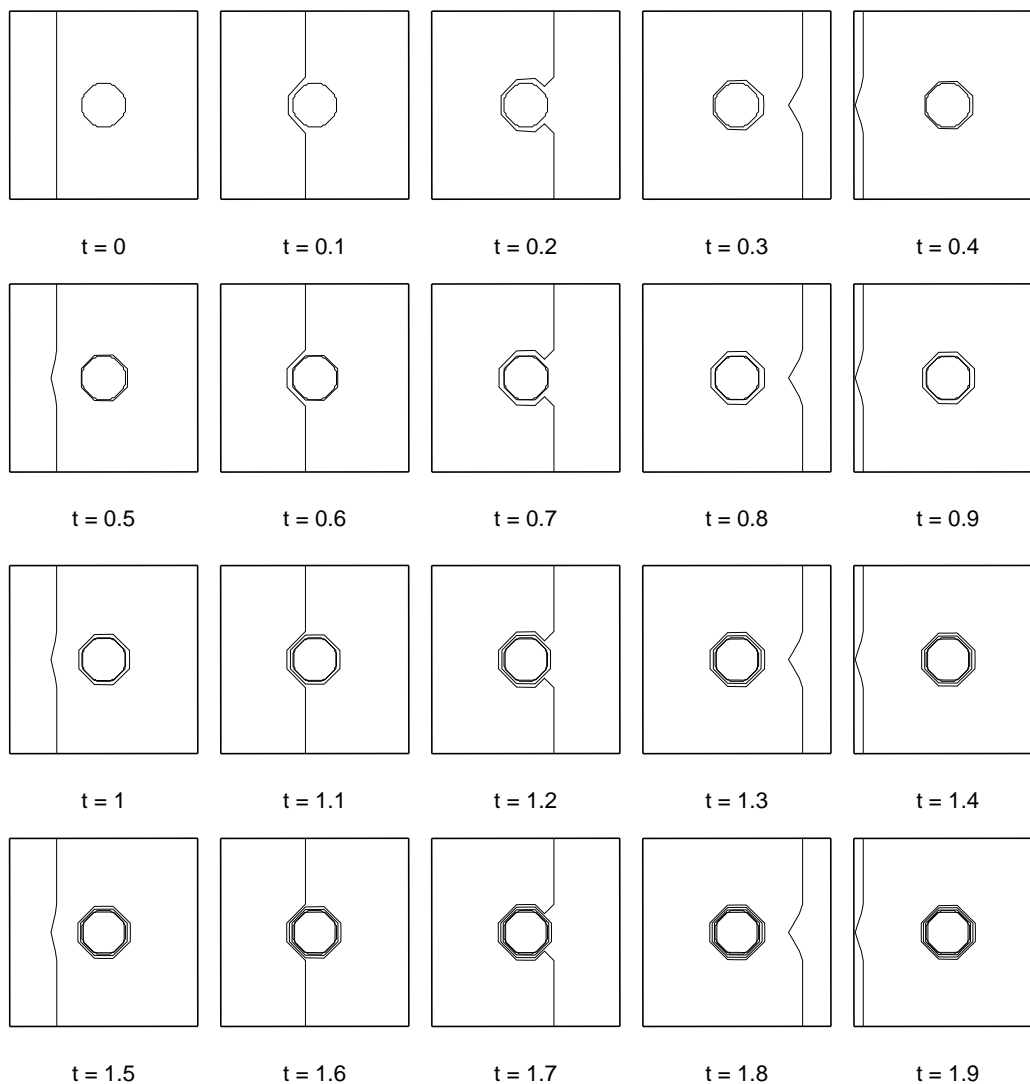 t = 0 t = 0.1 t = 0.2 t = 0.3 t = 0.4
t = 0.5 t = 0.6 t = 0.7 t = 0.8 t = 0.9
t = 1 t = 1.1 t = 1.2 t = 1.3 t = 1.4
t = 1.5 t = 1.6 t = 1.7 t = 1.8 t = 1.9